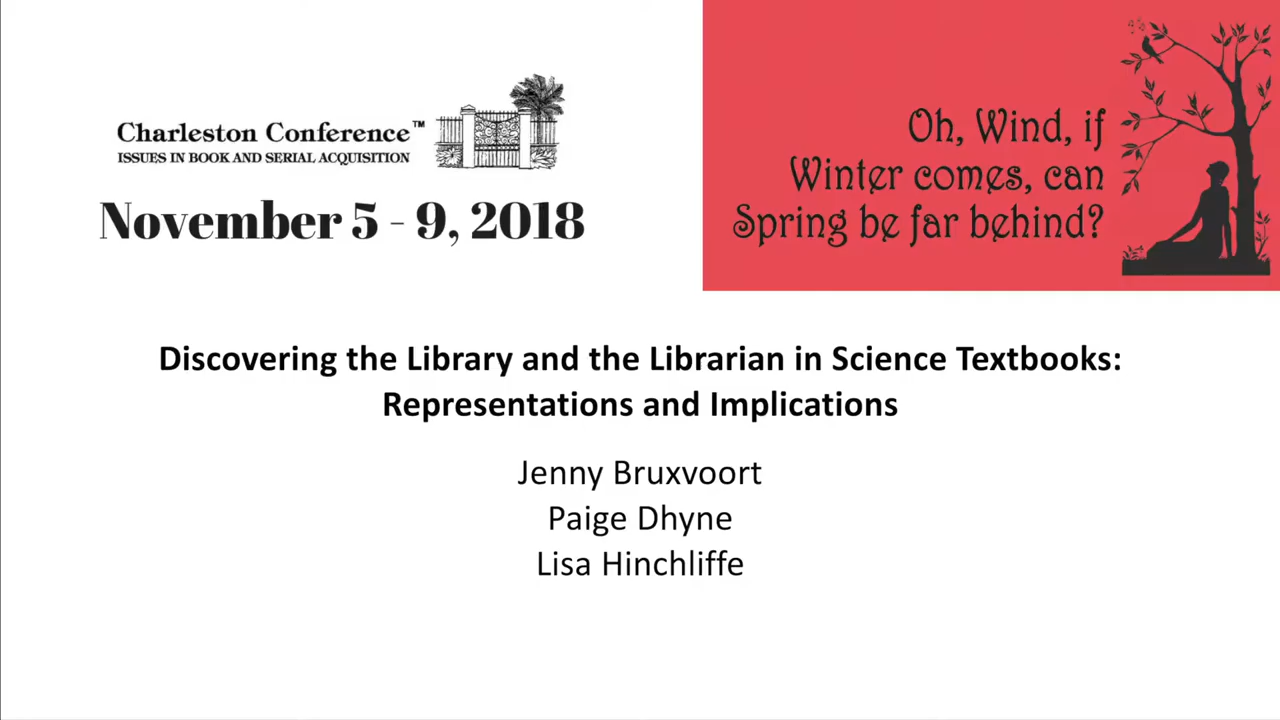 Charleston Conference™
ISSUES IN BOOK AND SERIAL ACQUISITION
November 5 - 9, 2018
Oh, Wind, if
Winter comes, can
Spring be far behind?
Discovering the Library and the Librarian in Science Textbooks:
Representations and Implications
Jenny Bruxvoort
Paige Dhyne
Lisa Hinchliffe